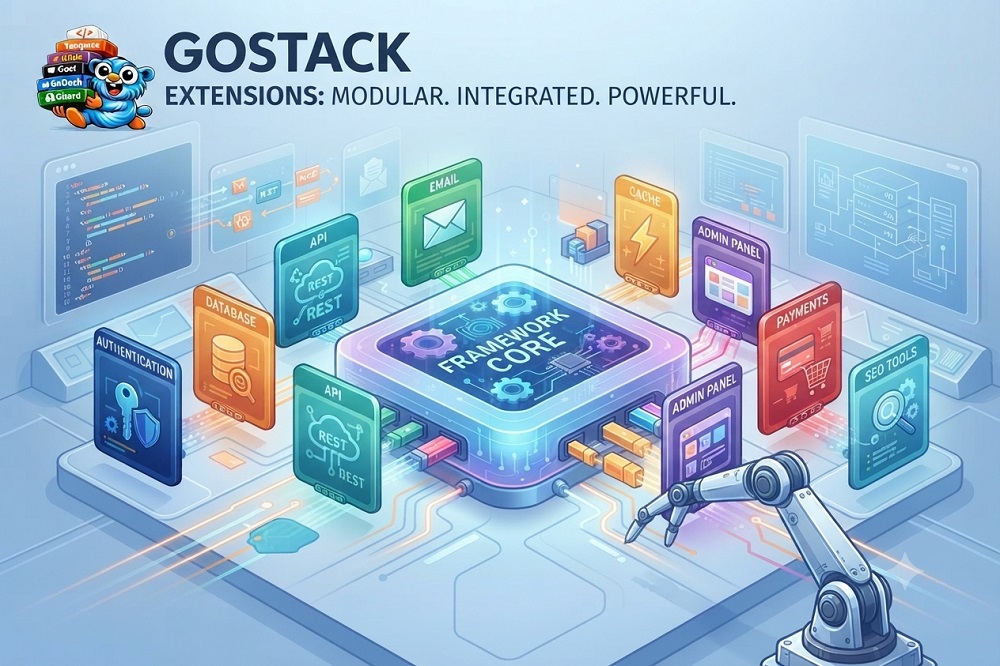 GOSTACK
EXTENSIONS: MODULAR. INTEGRATED. POWERFUL.
</>
Goef
EMAIL
CACHE
API
REST
REST
ADMIN PANEL
DATABASE
PAYMENTS
AUTHENTICATION
FRAMEWORK
CORE
SEO TOOLS
API
REST
ADMIN PANEL